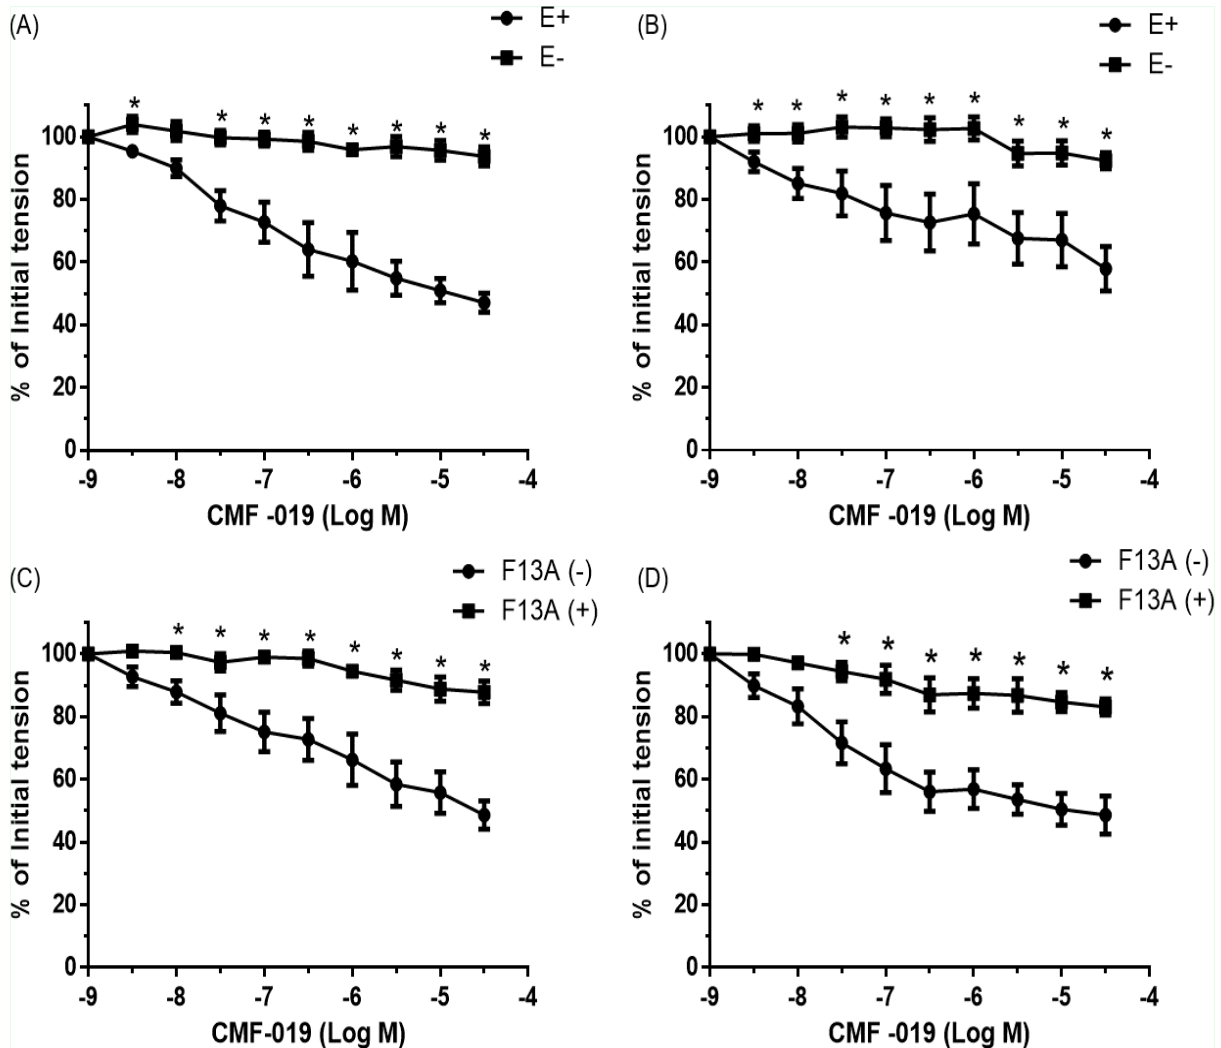 (A)
E+
E-
* * * * * * * *
100
80
60
40
20
0
% of Initial tension
-9 -8 -7 -6 -5 -4
CMF -019 (Log M)
(B)
E+
E-
* * * * * * * * *
100
80
60
40
20
0
% of initial tension
-9 -8 -7 -6 -5 -4
CMF -019 (Log M)
(C)
F13A (-)
F13A (+)
* * * * * * * *
100
80
60
40
20
0
% of Initial tension
-9 -8 -7 -6 -5 -4
CMF-019 (Log M)
(D)
F13A (-)
F13A (+)
* * * * * * *
100
80
60
40
20
0
% of initial tension
-9 -8 -7 -6 -5 -4
CMF -019 (Log M)